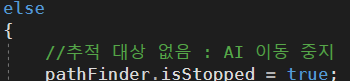 else
{
//추적 대상 없음 : AI 이동 중지
pathFinder.isStopped = true;